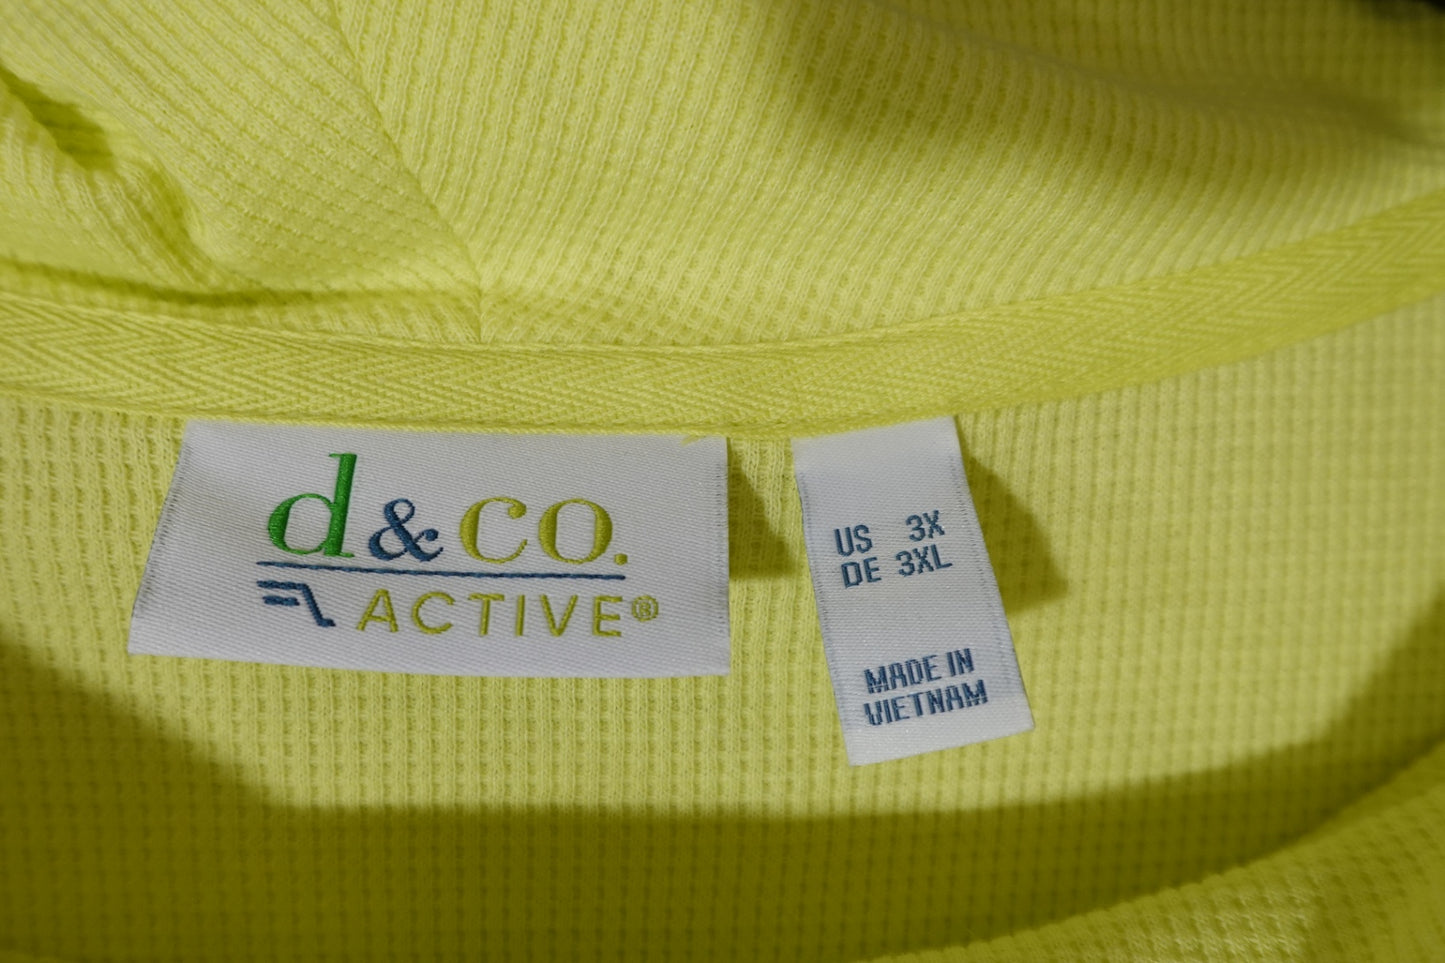 d&co.
ACTIVE®
US 3X
DE 3XL
MADE IN
VIETNAM